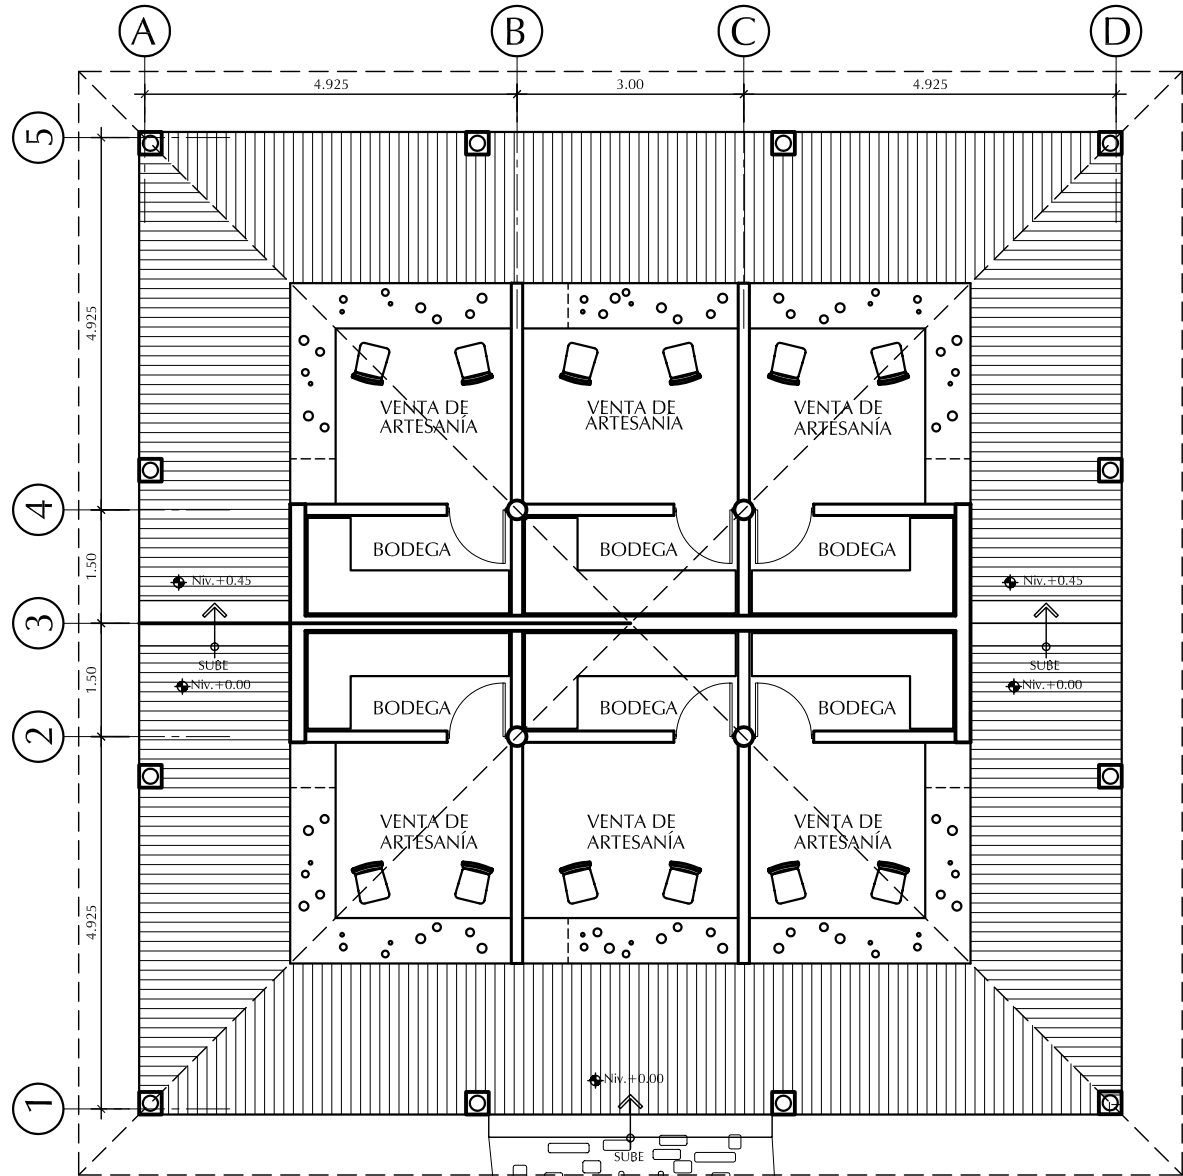 A B C D
4.925 3.00 4.925
5
4.925
VENTA DE VENTA DE VENTA DE
ARTESANÍA ARTESANÍA ARTESANÍA
4
BODEGA BODEGA BODEGA
1.50
Niv.+0.45 Niv.+0.45
3
SUBE SUBE
1.50
Niv.+0.00 Niv.+0.00
BODEGA BODEGA BODEGA
2
VENTA DE VENTA DE VENTA DE
ARTESANÍA ARTESANÍA ARTESANÍA
4.925
Niv.+0.00
1
SUBE